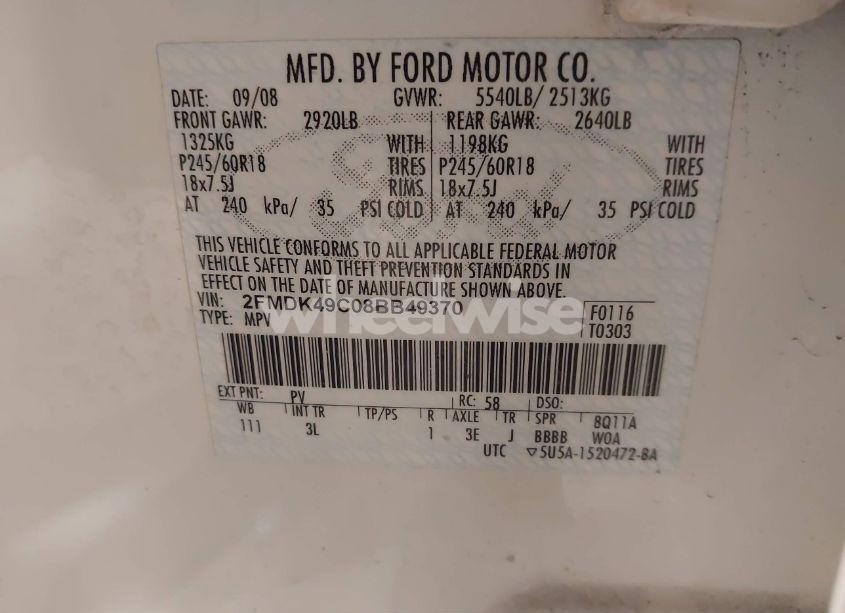 MFD. BY FORD MOTOR CO.
DATE: 09/08 GVWR: 5540LB/ 2513KG
FRONT GAWR: 2920LB REAR GAWR: 2640LB
1325KG WITH 1198KG WITH
P245/60R18 TIRES P245/60R18 TIRES
18x7.5J RIMS 18x7.5J RIMS
AT 240 kPa/ 35 PSI COLD AT 240 kPa/ 35 PSI COLD
Ford
THIS VEHICLE CONFORMS TO ALL APPLICABLE FEDERAL MOTOR
VEHICLE SAFETY AND THEFT PREVENTION STANDARDS IN
EFFECT ON THE DATE OF MANUFACTURE SHOWN ABOVE.
VIN: 2FMDK49C08BB49370 F0116
TYPE: MPV T0303
wheelwise
EXT PNT: PV RC: 58 DSO:
WB INT TR TP/PS R AXLE TR SPR 8Q11A
111 3L 1 3E J BBBB WOA
UTC ▽5U5A-1520472-BA